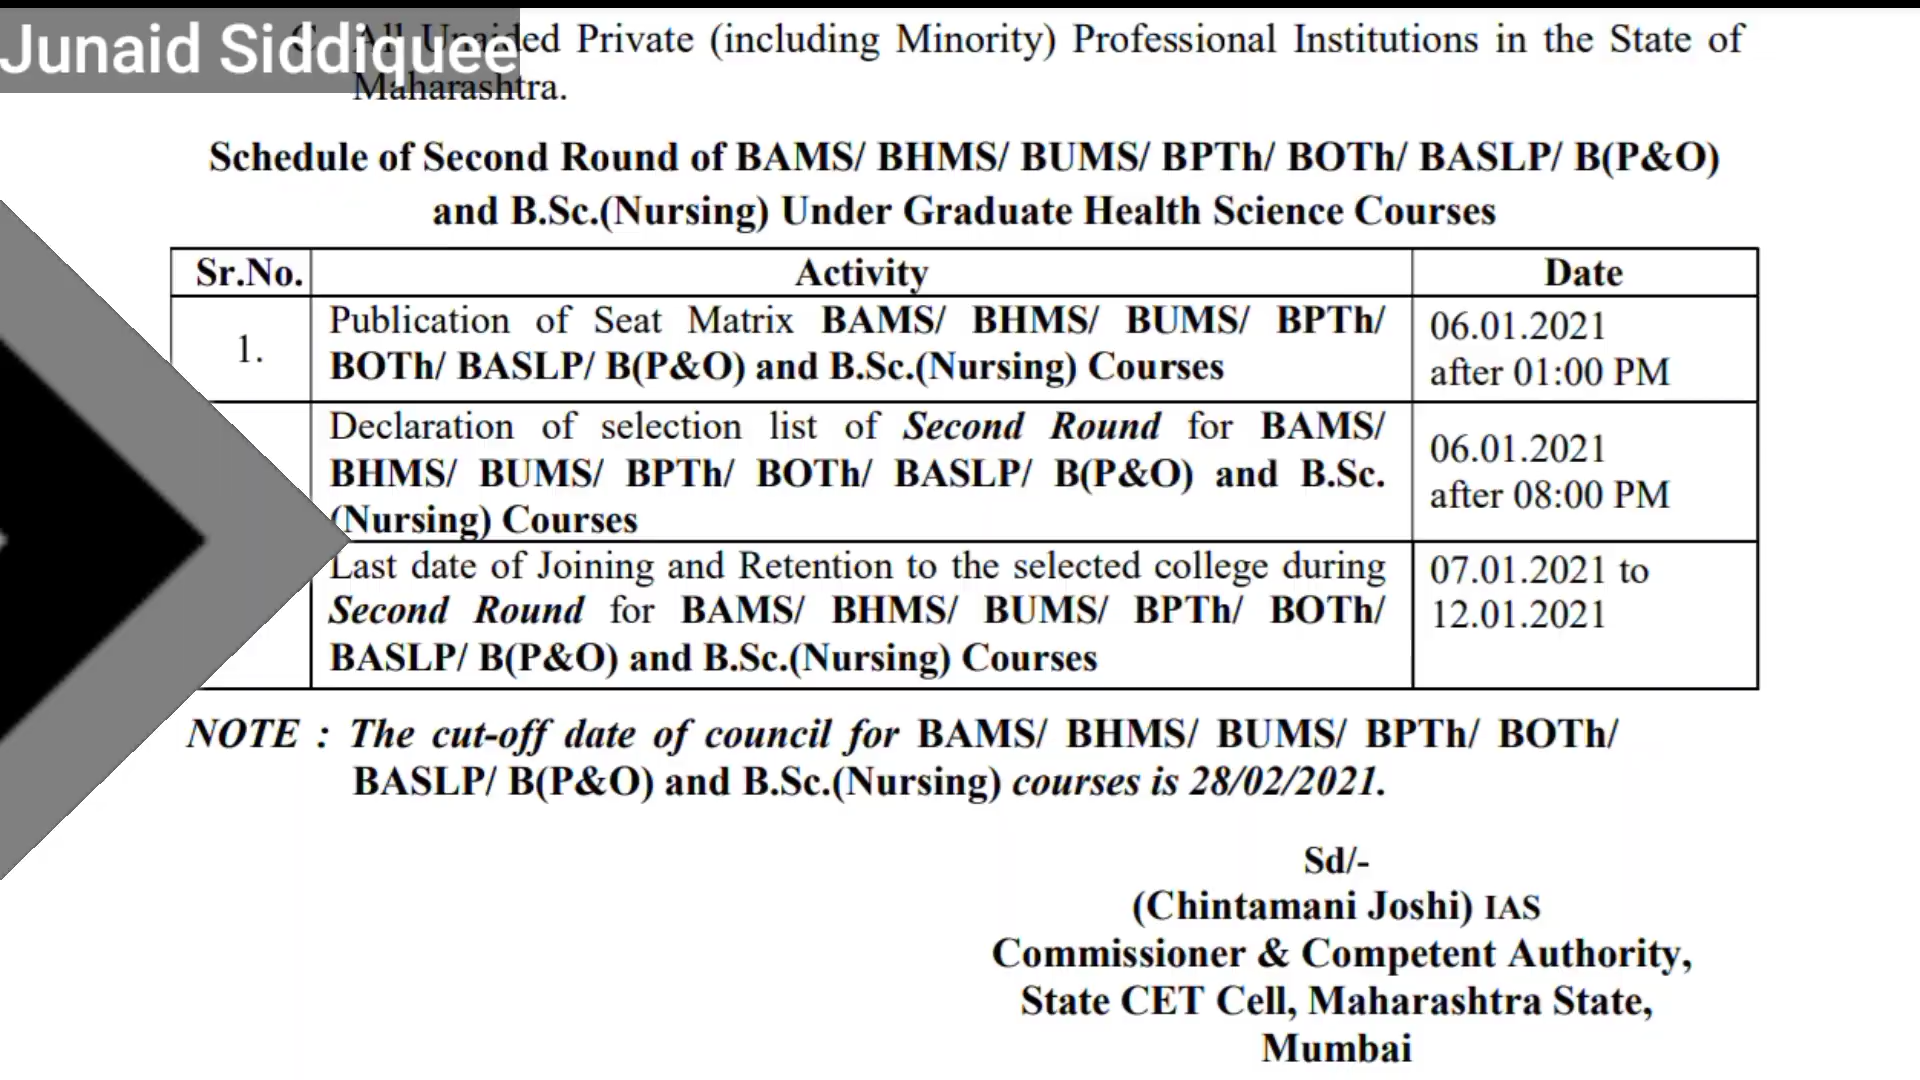 Junaid Siddiquee
All Unaided Private (including Minority) Professional Institutions in the State of
Maharashtra.
Schedule of Second Round of BAMS/ BHMS/ BUMS/ BPTh/ BOTh/ BASLP/ B(P&O)
and B.Sc.(Nursing) Under Graduate Health Science Courses
Sr.No. Activity Date
1. Publication of Seat Matrix BAMS/ BHMS/ BUMS/ BPTh/ 06.01.2021
BOTh/ BASLP/ B(P&O) and B.Sc.(Nursing) Courses after 01:00 PM
Declaration of selection list of Second Round for BAMS/ 06.01.2021
BHMS/ BUMS/ BPTh/ BOTh/ BASLP/ B(P&O) and B.Sc. after 08:00 PM
(Nursing) Courses
Last date of Joining and Retention to the selected college during 07.01.2021 to
Second Round for BAMS/ BHMS/ BUMS/ BPTh/ BOTh/ 12.01.2021
BASLP/ B(P&O) and B.Sc.(Nursing) Courses
NOTE : The cut-off date of council for BAMS/ BHMS/ BUMS/ BPTh/ BOTh/
BASLP/ B(P&O) and B.Sc.(Nursing) courses is 28/02/2021.
Sd/-
(Chintamani Joshi) IAS
Commissioner & Competent Authority,
State CET Cell, Maharashtra State,
Mumbai